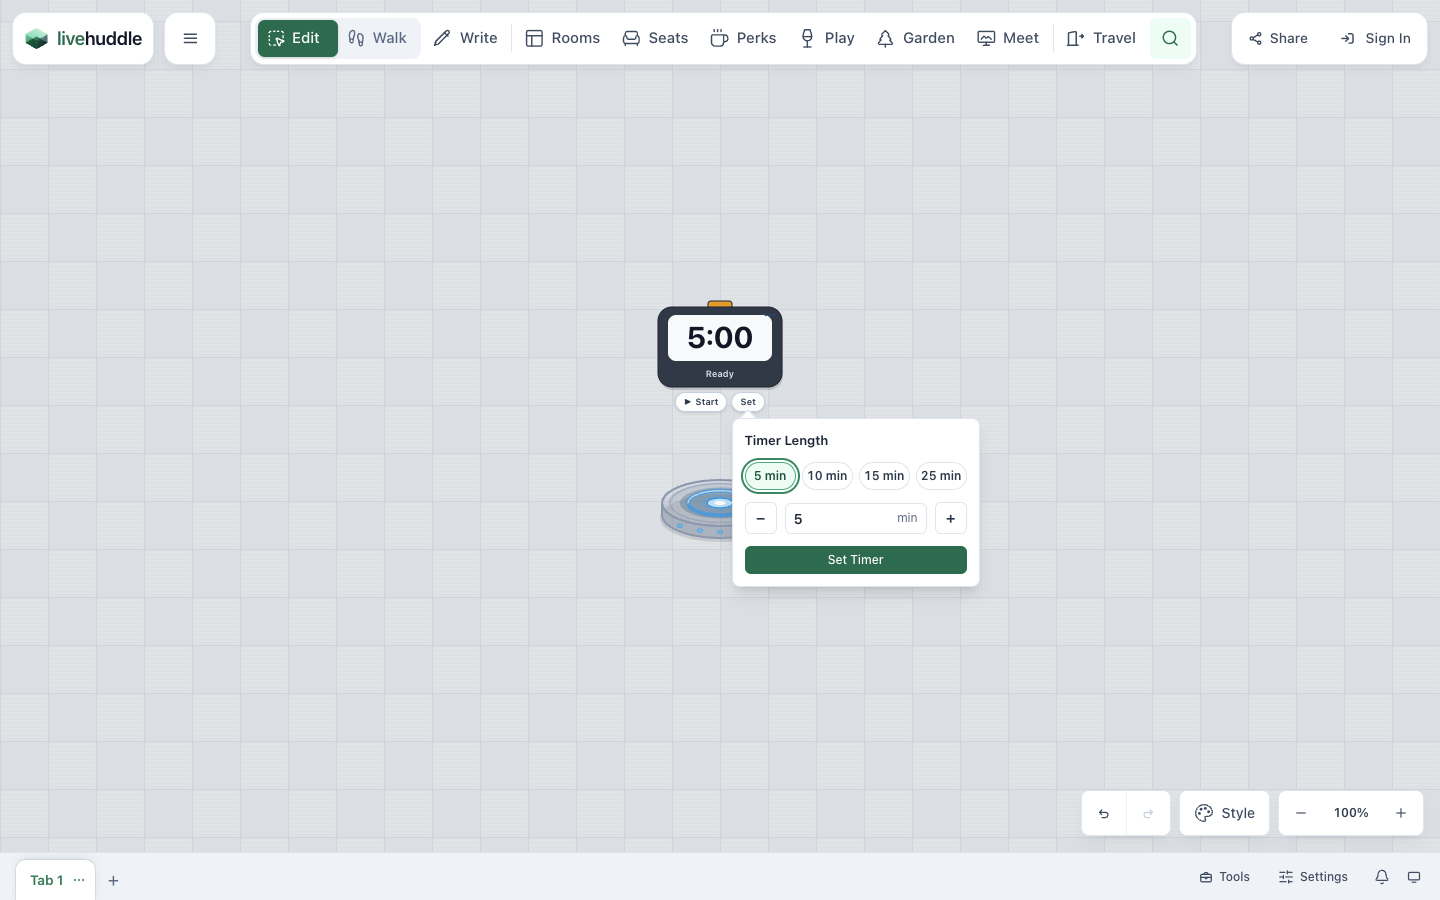 livehuddle
Edit
Walk
Write
Rooms
Seats
Perks
Play
Garden
Meet
Travel
Share
Sign In
5:00
Ready
Start
Set
Timer Length
5 min
10 min
15 min
25 min
5
min
Set Timer
Style
100%
Tab 1
Tools
Settings